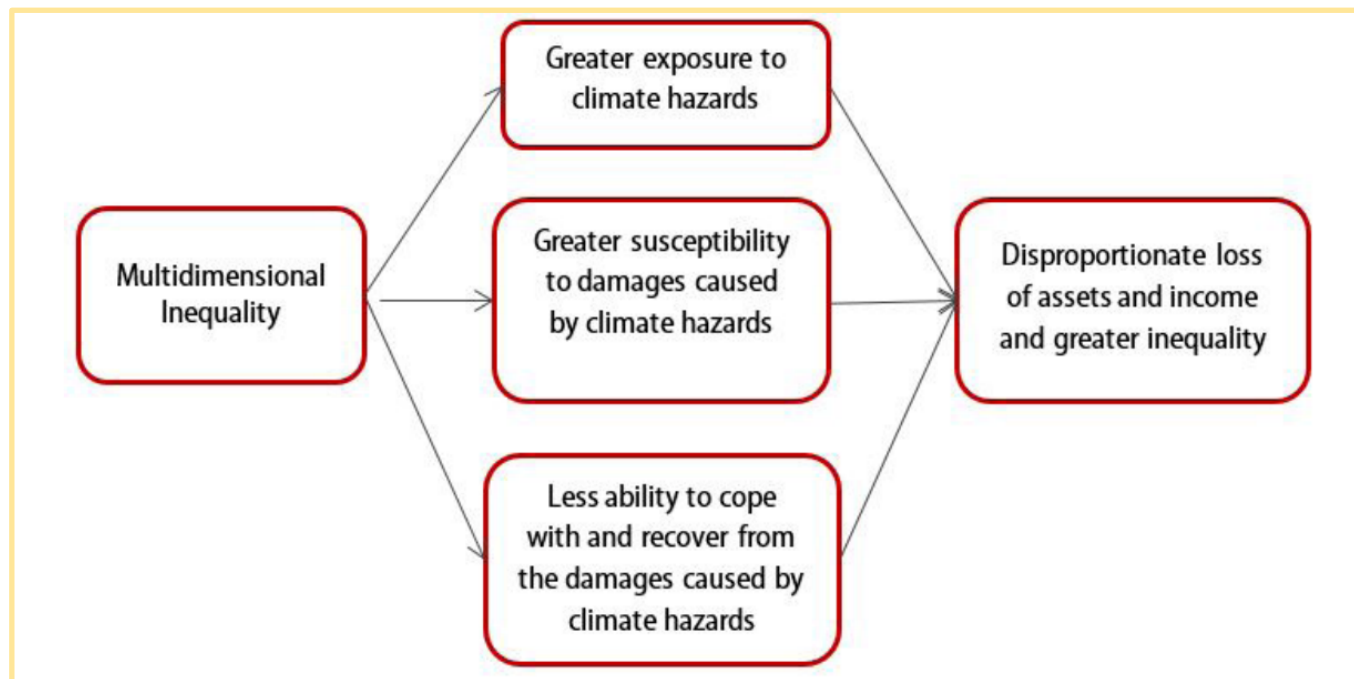 Greater exposure to
climate hazards
Multidimensional
Inequality
Greater susceptibility
to damages caused
by climate hazards
Disproportionate loss
of assets and income
and greater inequality
Less ability to cope
with and recover from
the damages caused by
climate hazards